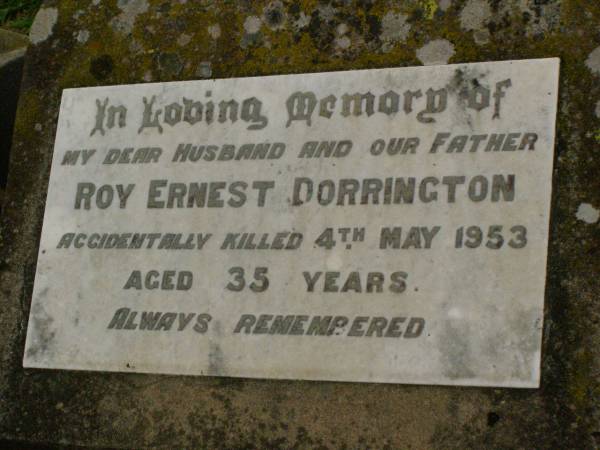 In Loving Memory of
MY DEAR HUSBAND AND OUR FATHER
ROY ERNEST DORRINGTON
ACCIDENTALLY KILLED 4TH MAY 1953
AGED 35 YEARS.
ALWAYS REMEMBERED